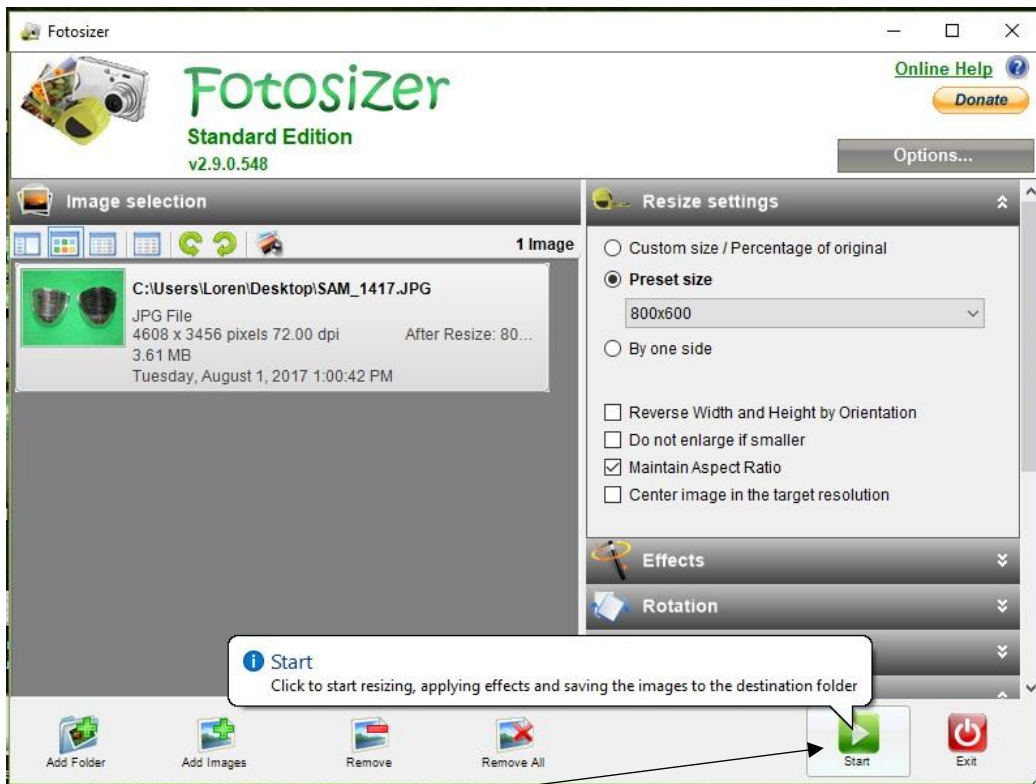 Fotosizer
Fotosizer
Standard Edition
v2.9.0.548
Online Help
Donate
Options...
Image selection
1 Image
C:\Users\Loren\Desktop\SAM_1417.JPG
JPG File
4608 x 3456 pixels 72.00 dpi After Resize: 80...
3.61 MB
Tuesday, August 1, 2017 1:00:42 PM
Resize settings
Custom size / Percentage of original
Preset size
800x600
By one side
Reverse Width and Height by Orientation
Do not enlarge if smaller
Maintain Aspect Ratio
Center image in the target resolution
Effects
Rotation
Start
Click to start resizing, applying effects and saving the images to the destination folder
Add Folder
Add Images
Remove
Remove All
Start
Exit